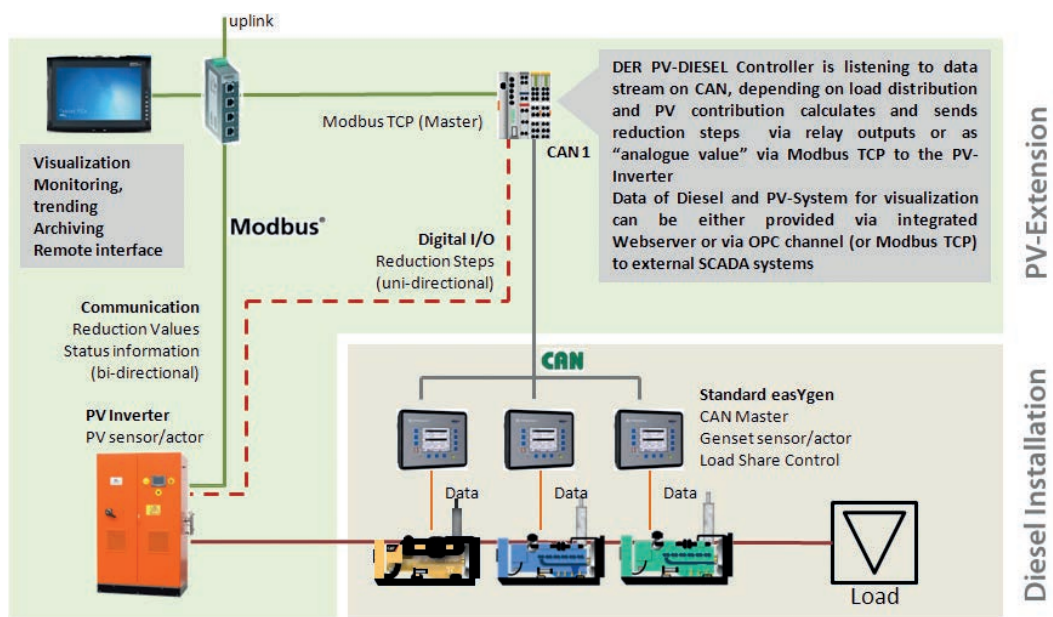 uplink
Modbus TCP (Master)
CAN 1
DER PV-DIESEL Controller is listening to data
stream on CAN, depending on load distribution
and PV contribution calculates and sends
reduction steps via relay outputs or as
“analogue value” via Modbus TCP to the PV-
Inverter
Data of Diesel and PV-System for visualization
can be either provided via integrated
Webserver or via OPC channel (or Modbus TCP)
to external SCADA systems
PV-Extension
Visualization
Monitoring,
trending
Archiving
Remote interface
Modbus®
Digital I/O
Reduction Steps
(uni-directional)
Communication
Reduction Values
Status information
(bi-directional)
PV Inverter
PV sensor/actor
CAN
Standard easYgen
CAN Master
Genset sensor/actor
Load Share Control
Data
Data
Data
Load
Diesel Installation